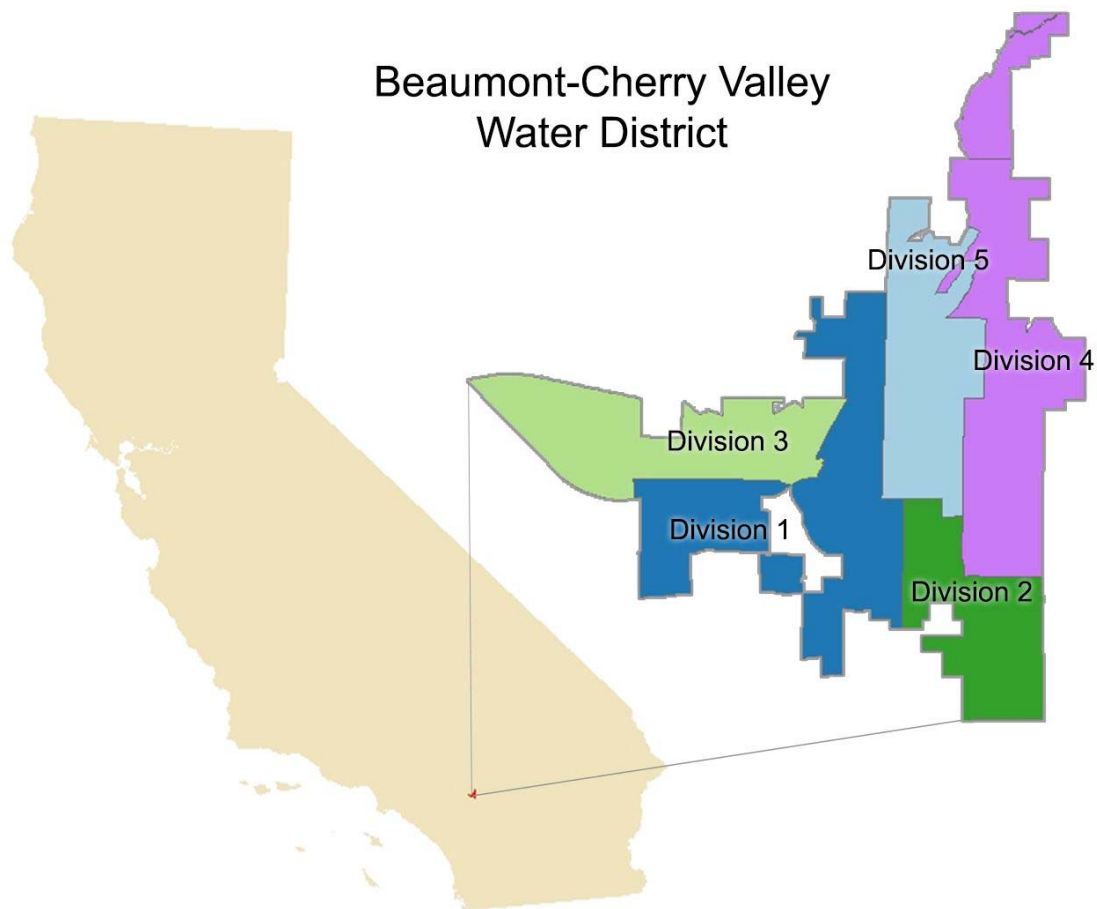 Beaumont-Cherry Valley
Water District
Division 5
Division 4
Division 3
Division 1
Division 2